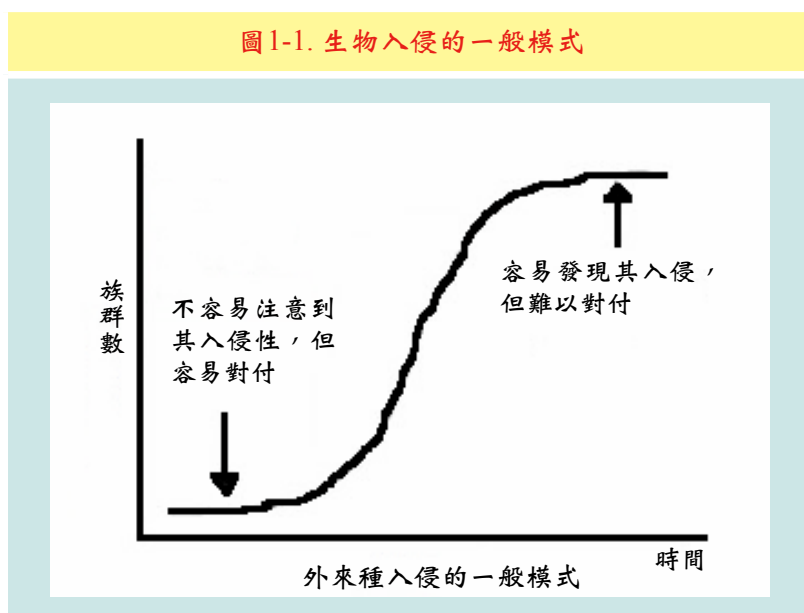 圖1-1. 生物入侵的一般模式
族群數
不容易注意到
其入侵性，但
容易對付
容易發現其入侵，
但難以對付
時間
外來種入侵的一般模式